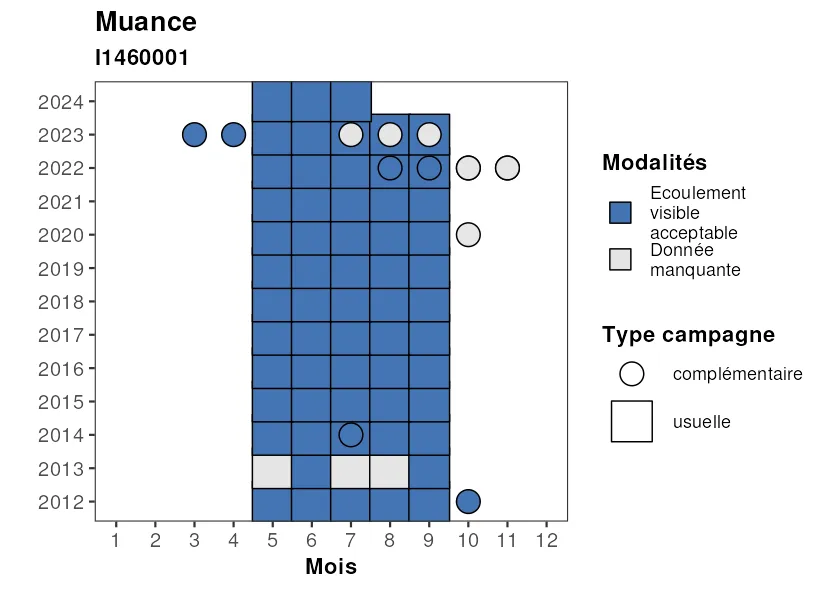 Muance
I1460001
2024
2023
2022
2021
2020
2019
2018
2017
2016
2015
2014
2013
2012
1 2 3 4 5 6 7 8 9 10 11 12
Mois
Modalités
Ecoulement
visible
acceptable
Donnée
manquante
Type campagne
complémentaire
usuelle